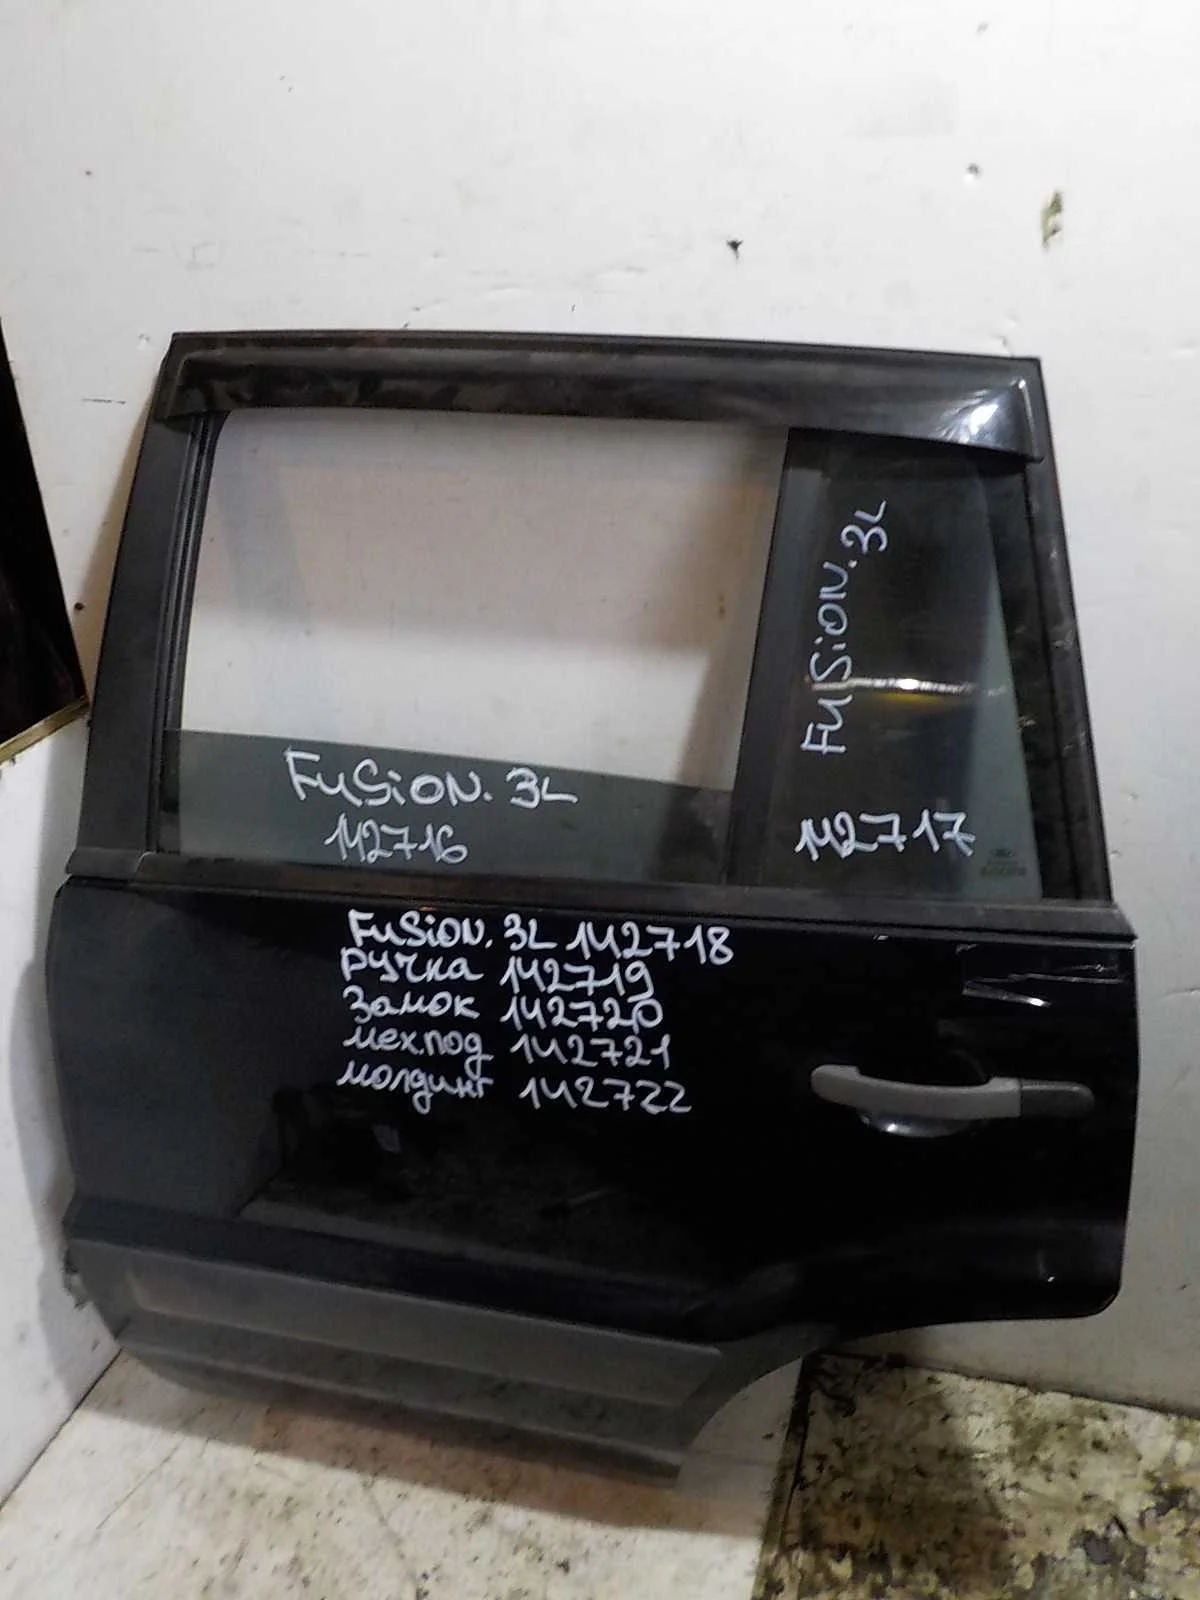 FuSiON. 3L
142716
FuSiON. 3L
142717
FuSiON. 3L 142718
Ручка 142719
Замок 142720
мех.под 142721
молдинг 142722